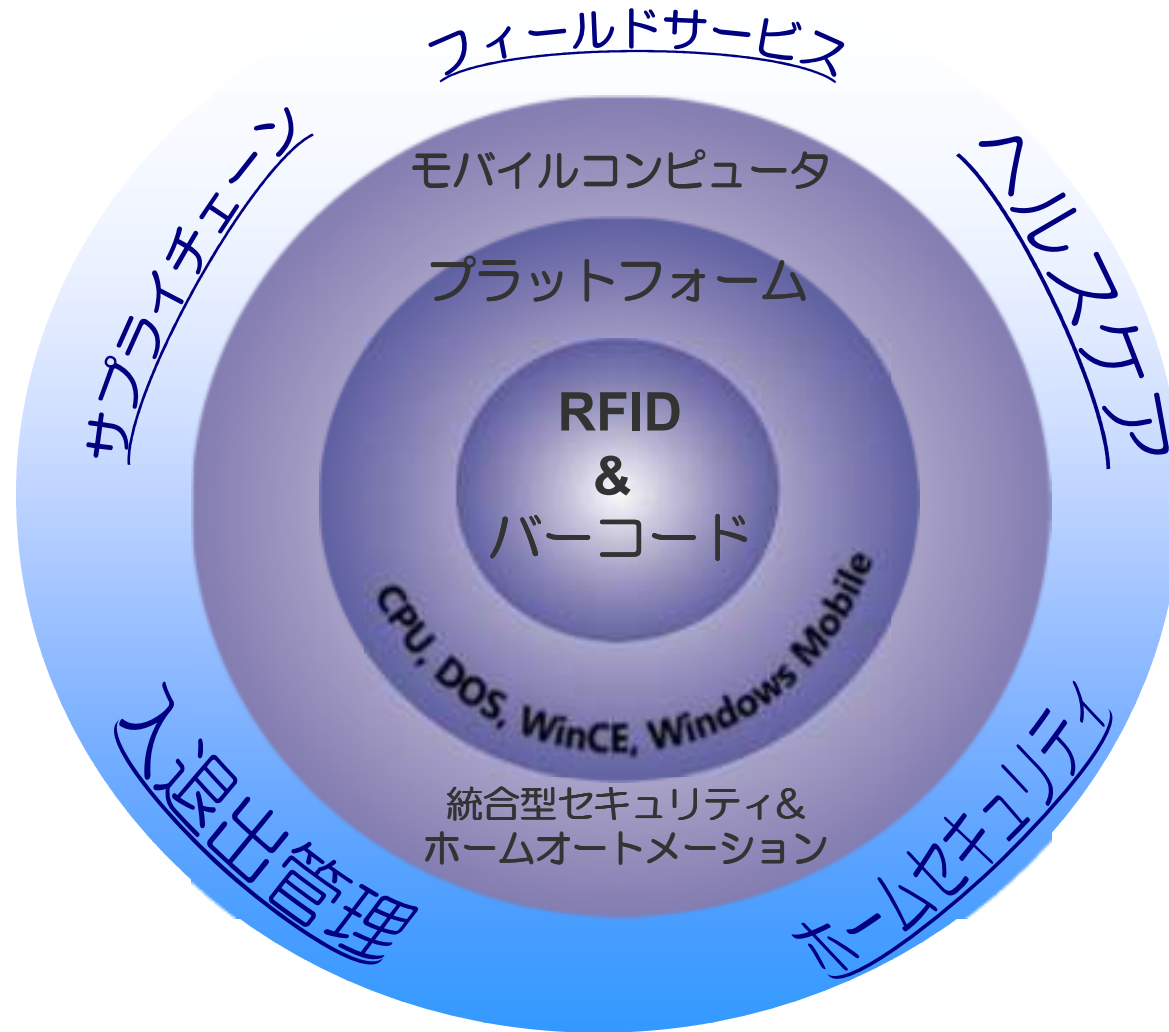 フィールドサービス
サプライチェーン
ヘルスケア
モバイルコンピュータ
プラットフォーム
RFID
&
バーコード
CPU, DOS, WinCE, Windows Mobile
統合型セキュリティ&
ホームオートメーション
入退出管理
ホームセキュリティ